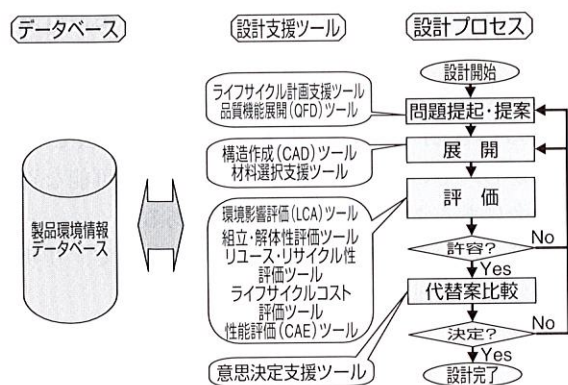 データベース
設計支援ツール
設計プロセス
製品環境情報
データベース
ライフサイクル計画支援ツール
品質機能展開(QFD)ツール
構造作成(CAD)ツール
材料選択支援ツール
環境影響評価(LCA)ツール
組立・解体性評価ツール
リユース・リサイクル性
評価ツール
ライフサイクルコスト
評価ツール
性能評価(CAE)ツール
意思決定支援ツール
設計開始
問題提起・提案
展 開
評 価
許容?
No
Yes
代替案比較
決定?
No
Yes
設計完了